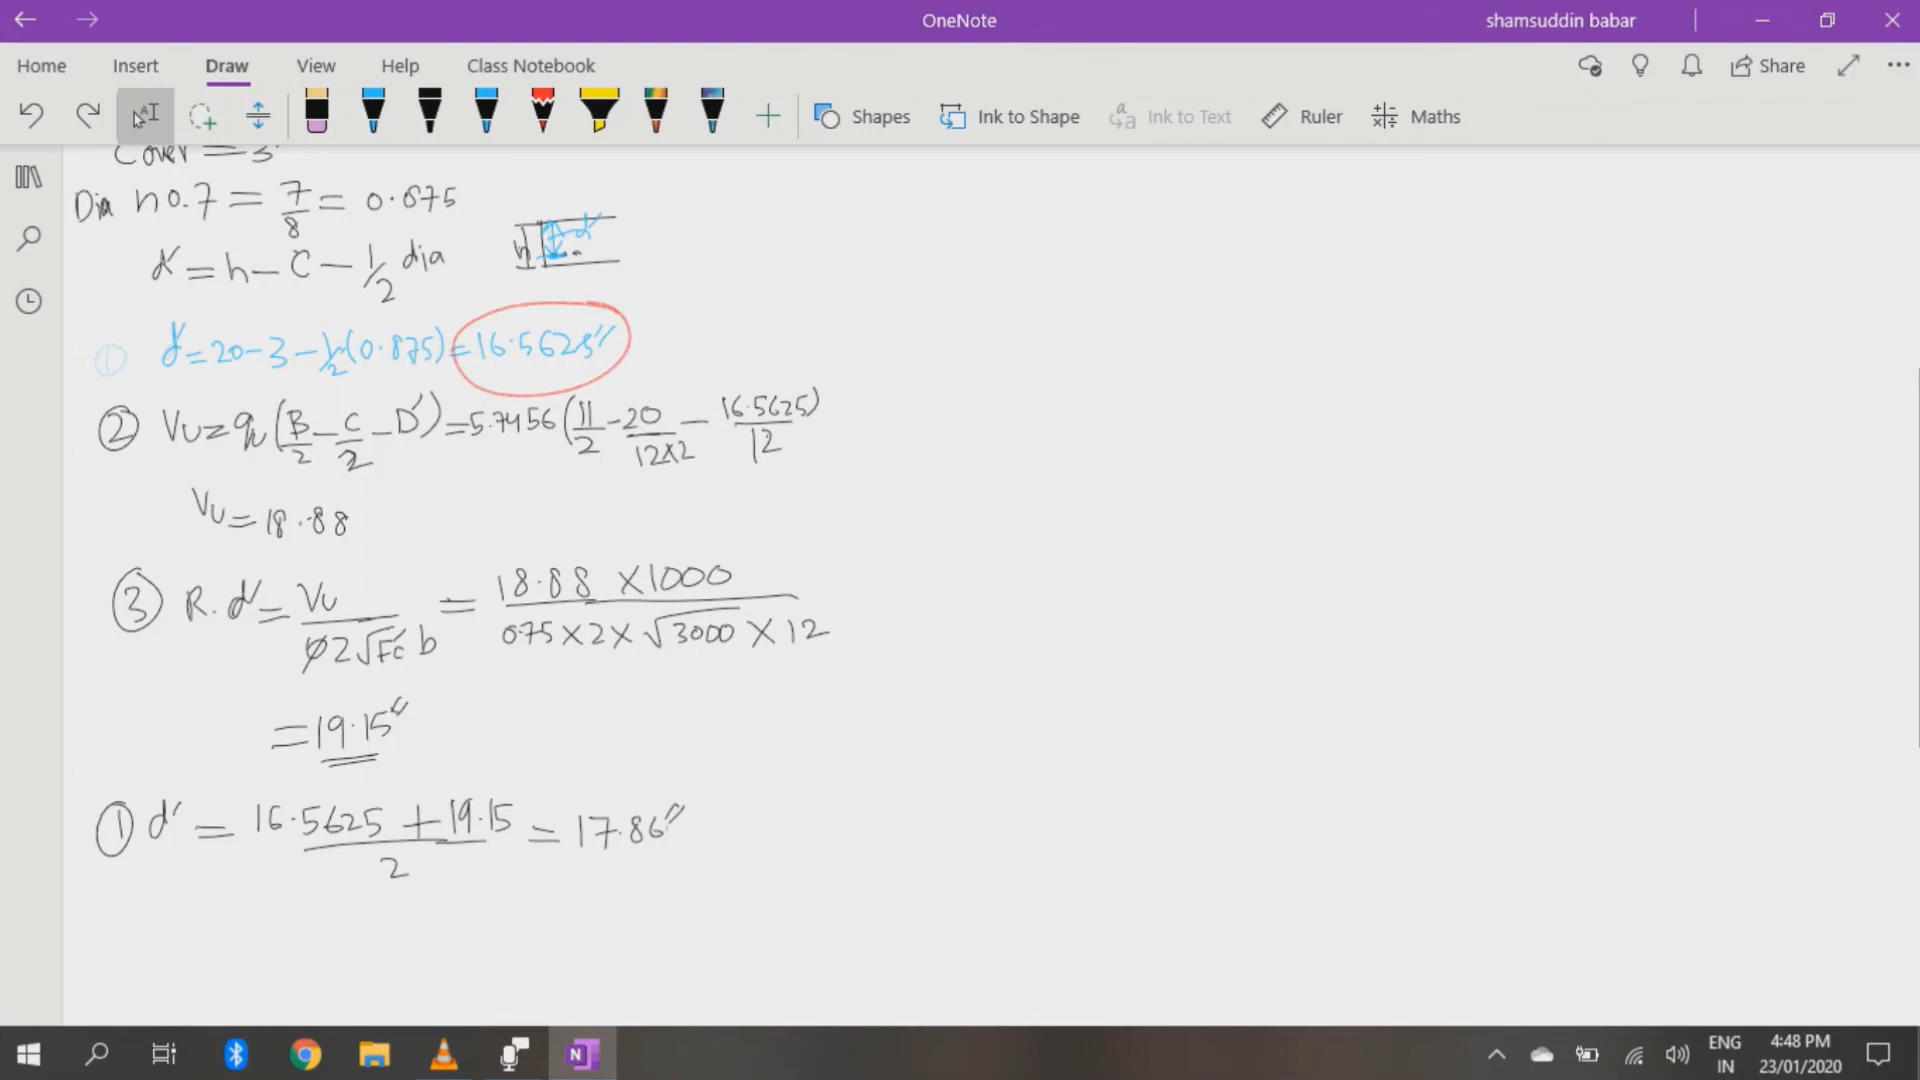 OneNote
shamsuddin babar
Home Insert Draw View Help Class Notebook
Share
Shapes Ink to Shape Ink to Text Ruler Maths
Cover = 3"
Dia no.7 = 7/8 = 0.875
d' = h - C - 1/2 dia
h d'
① d' = 20 - 3 - 1/2 (0.875) = 16.5625"
② Vu = qu (B/2 - C/2 - D') = 5.7456 (11/2 - 20/12×2 - 16.5625/12)
Vu = 18.88
③ R. d' = Vu / φ2√Fc' b = 18.88 × 1000 / 0.75 × 2 × √3000 × 12
= 19.15"
① d' = 16.5625 + 19.15 / 2 = 17.86"
ENG
IN
4:48 PM
23/01/2020